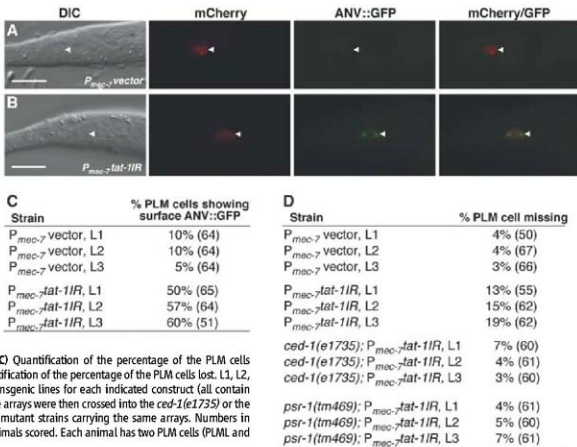 DIC mCherry ANV::GFP mCherry/GFP
A
Pmec-7 vector
B
Pmec-7 tat-1IR
C
Strain % PLM cells showing surface ANV::GFP
Pmec-7 vector, L1 10% (64)
Pmec-7 vector, L2 10% (64)
Pmec-7 vector, L3 5% (64)
Pmec-7tat-1IR, L1 50% (65)
Pmec-7tat-1IR, L2 57% (64)
Pmec-7tat-1IR, L3 60% (51)
C) Quantification of the percentage of the PLM cells
tification of the percentage of the PLM cells lost. L1, L2,
nsgenic lines for each indicated construct (all contain
e arrays were then crossed into the ced-1(e1735) or the
mutant strains carrying the same arrays. Numbers in
imals scored. Each animal has two PLM cells (PLML and
D
Strain % PLM cell missing
Pmec-7 vector, L1 4% (50)
Pmec-7 vector, L2 4% (67)
Pmec-7 vector, L3 3% (66)
Pmec-7tat-1IR, L1 13% (55)
Pmec-7tat-1IR, L2 15% (62)
Pmec-7tat-1IR, L3 19% (62)
ced-1(e1735); Pmec-7tat-1IR, L1 7% (60)
ced-1(e1735); Pmec-7tat-1IR, L2 4% (61)
ced-1(e1735); Pmec-7tat-1IR, L3 3% (60)
psr-1(tm469); Pmec-7tat-1IR, L1 4% (61)
psr-1(tm469); Pmec-7tat-1IR, L2 5% (60)
psr-1(tm469); Pmec-7tat-1IR, L3 7% (61)